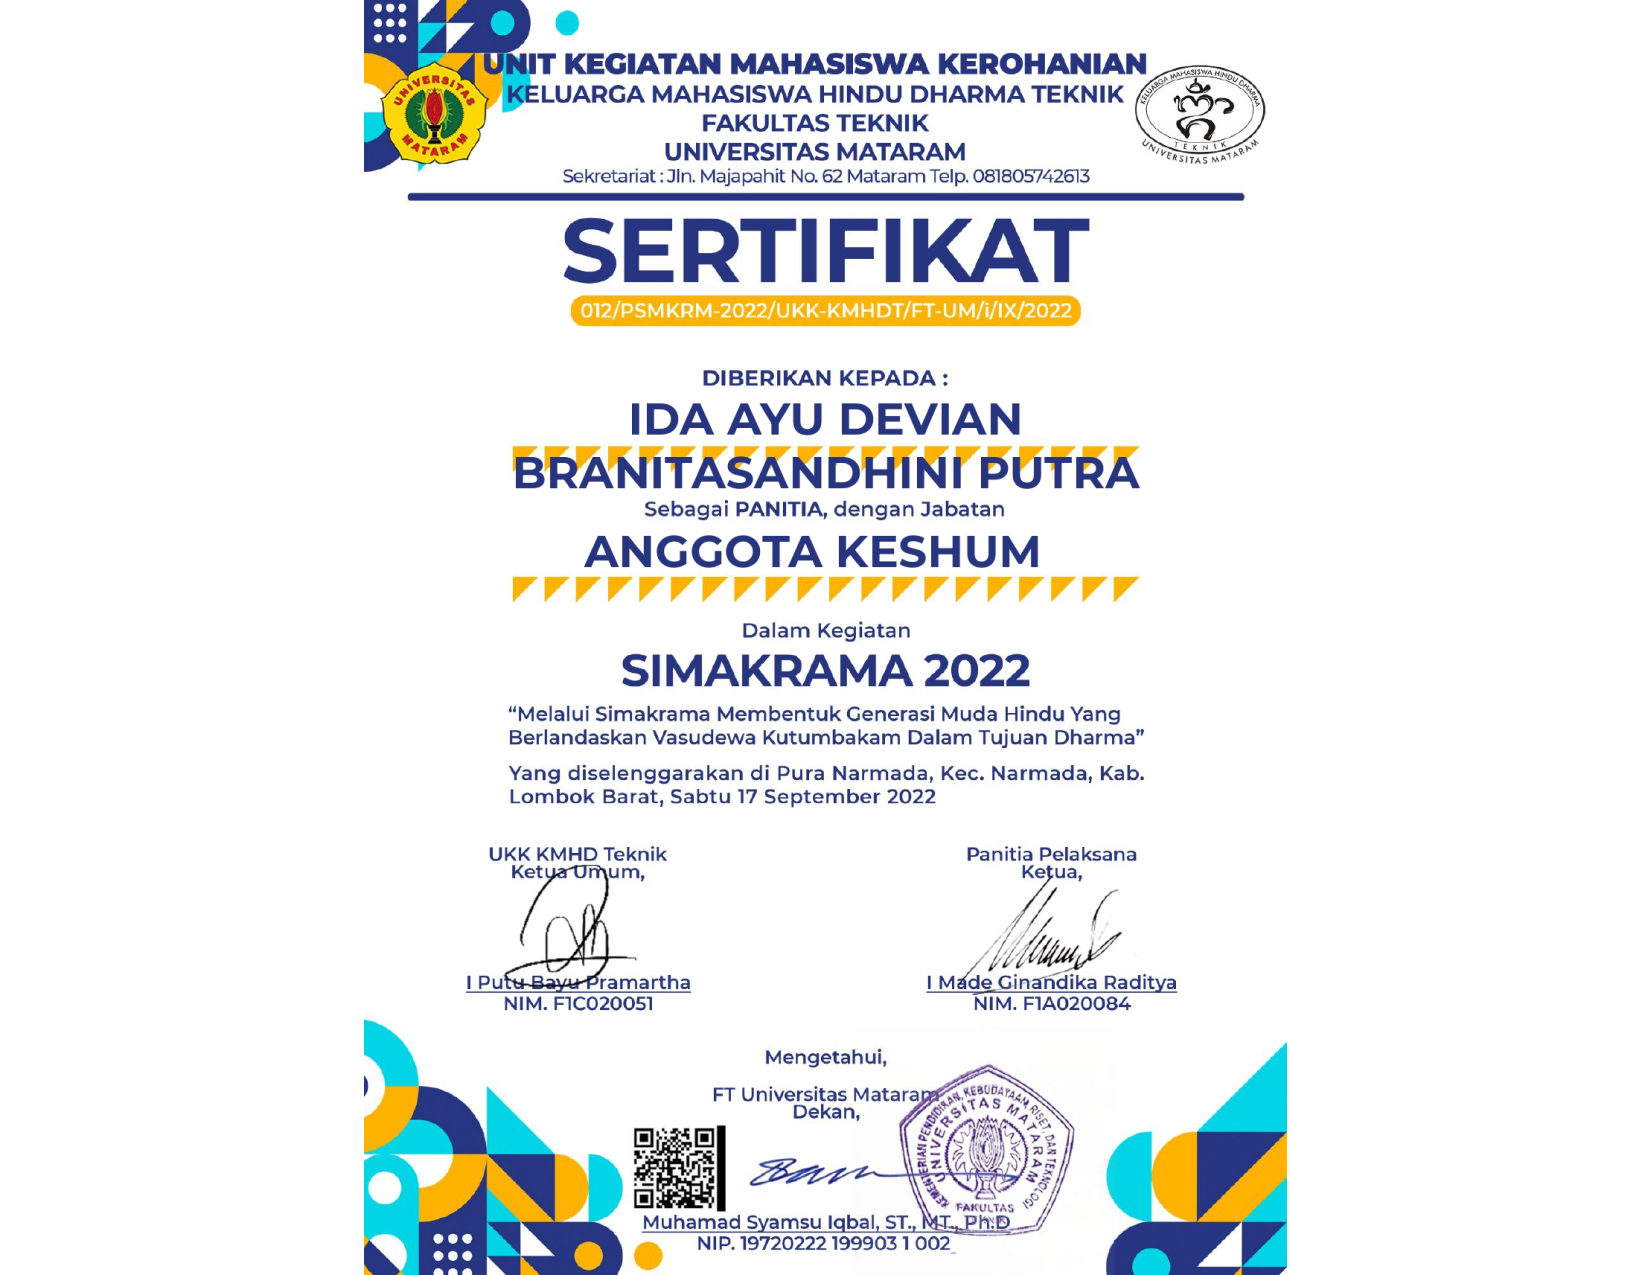 UNIT KEGIATAN MAHASISWA KEROHANIAN
KELUARGA MAHASISWA HINDU DHARMA TEKNIK
FAKULTAS TEKNIK
UNIVERSITAS MATARAM
Sekretariat : Jln. Majapahit No. 62 Mataram Telp. 081805742613
UNIVERSITAS MATARAM
KELUARGA MAHASISWA HINDU DHARMA
TEKNIK
UNIVERSITAS MATARAM
SERTIFIKAT
012/PSMKRM-2022/UKK-KMHDT/FT-UM/i/IX/2022
DIBERIKAN KEPADA :
IDA AYU DEVIAN
BRANITASANDHINI PUTRA
Sebagai PANITIA, dengan Jabatan
ANGGOTA KESHUM
Dalam Kegiatan
SIMAKRAMA 2022
“Melalui Simakrama Membentuk Generasi Muda Hindu Yang
Berlandaskan Vasudewa Kutumbakam Dalam Tujuan Dharma”
Yang diselenggarakan di Pura Narmada, Kec. Narmada, Kab.
Lombok Barat, Sabtu 17 September 2022
UKK KMHD Teknik
Ketua Umum,
I Putu Bayu Pramartha
NIM. F1C020051
Panitia Pelaksana
Ketua,
I Made Ginandika Raditya
NIM. F1A020084
Mengetahui,
FT Universitas Mataram
Dekan,
KEMENTERIAN PENDIDIKAN, KEBUDAYAAN, RISET, DAN TEKNOLOGI
UNIVERSITAS MATARAM
FAKULTAS
Muhamad Syamsu Iqbal, ST., MT., Ph.D
NIP. 19720222 199903 1 002